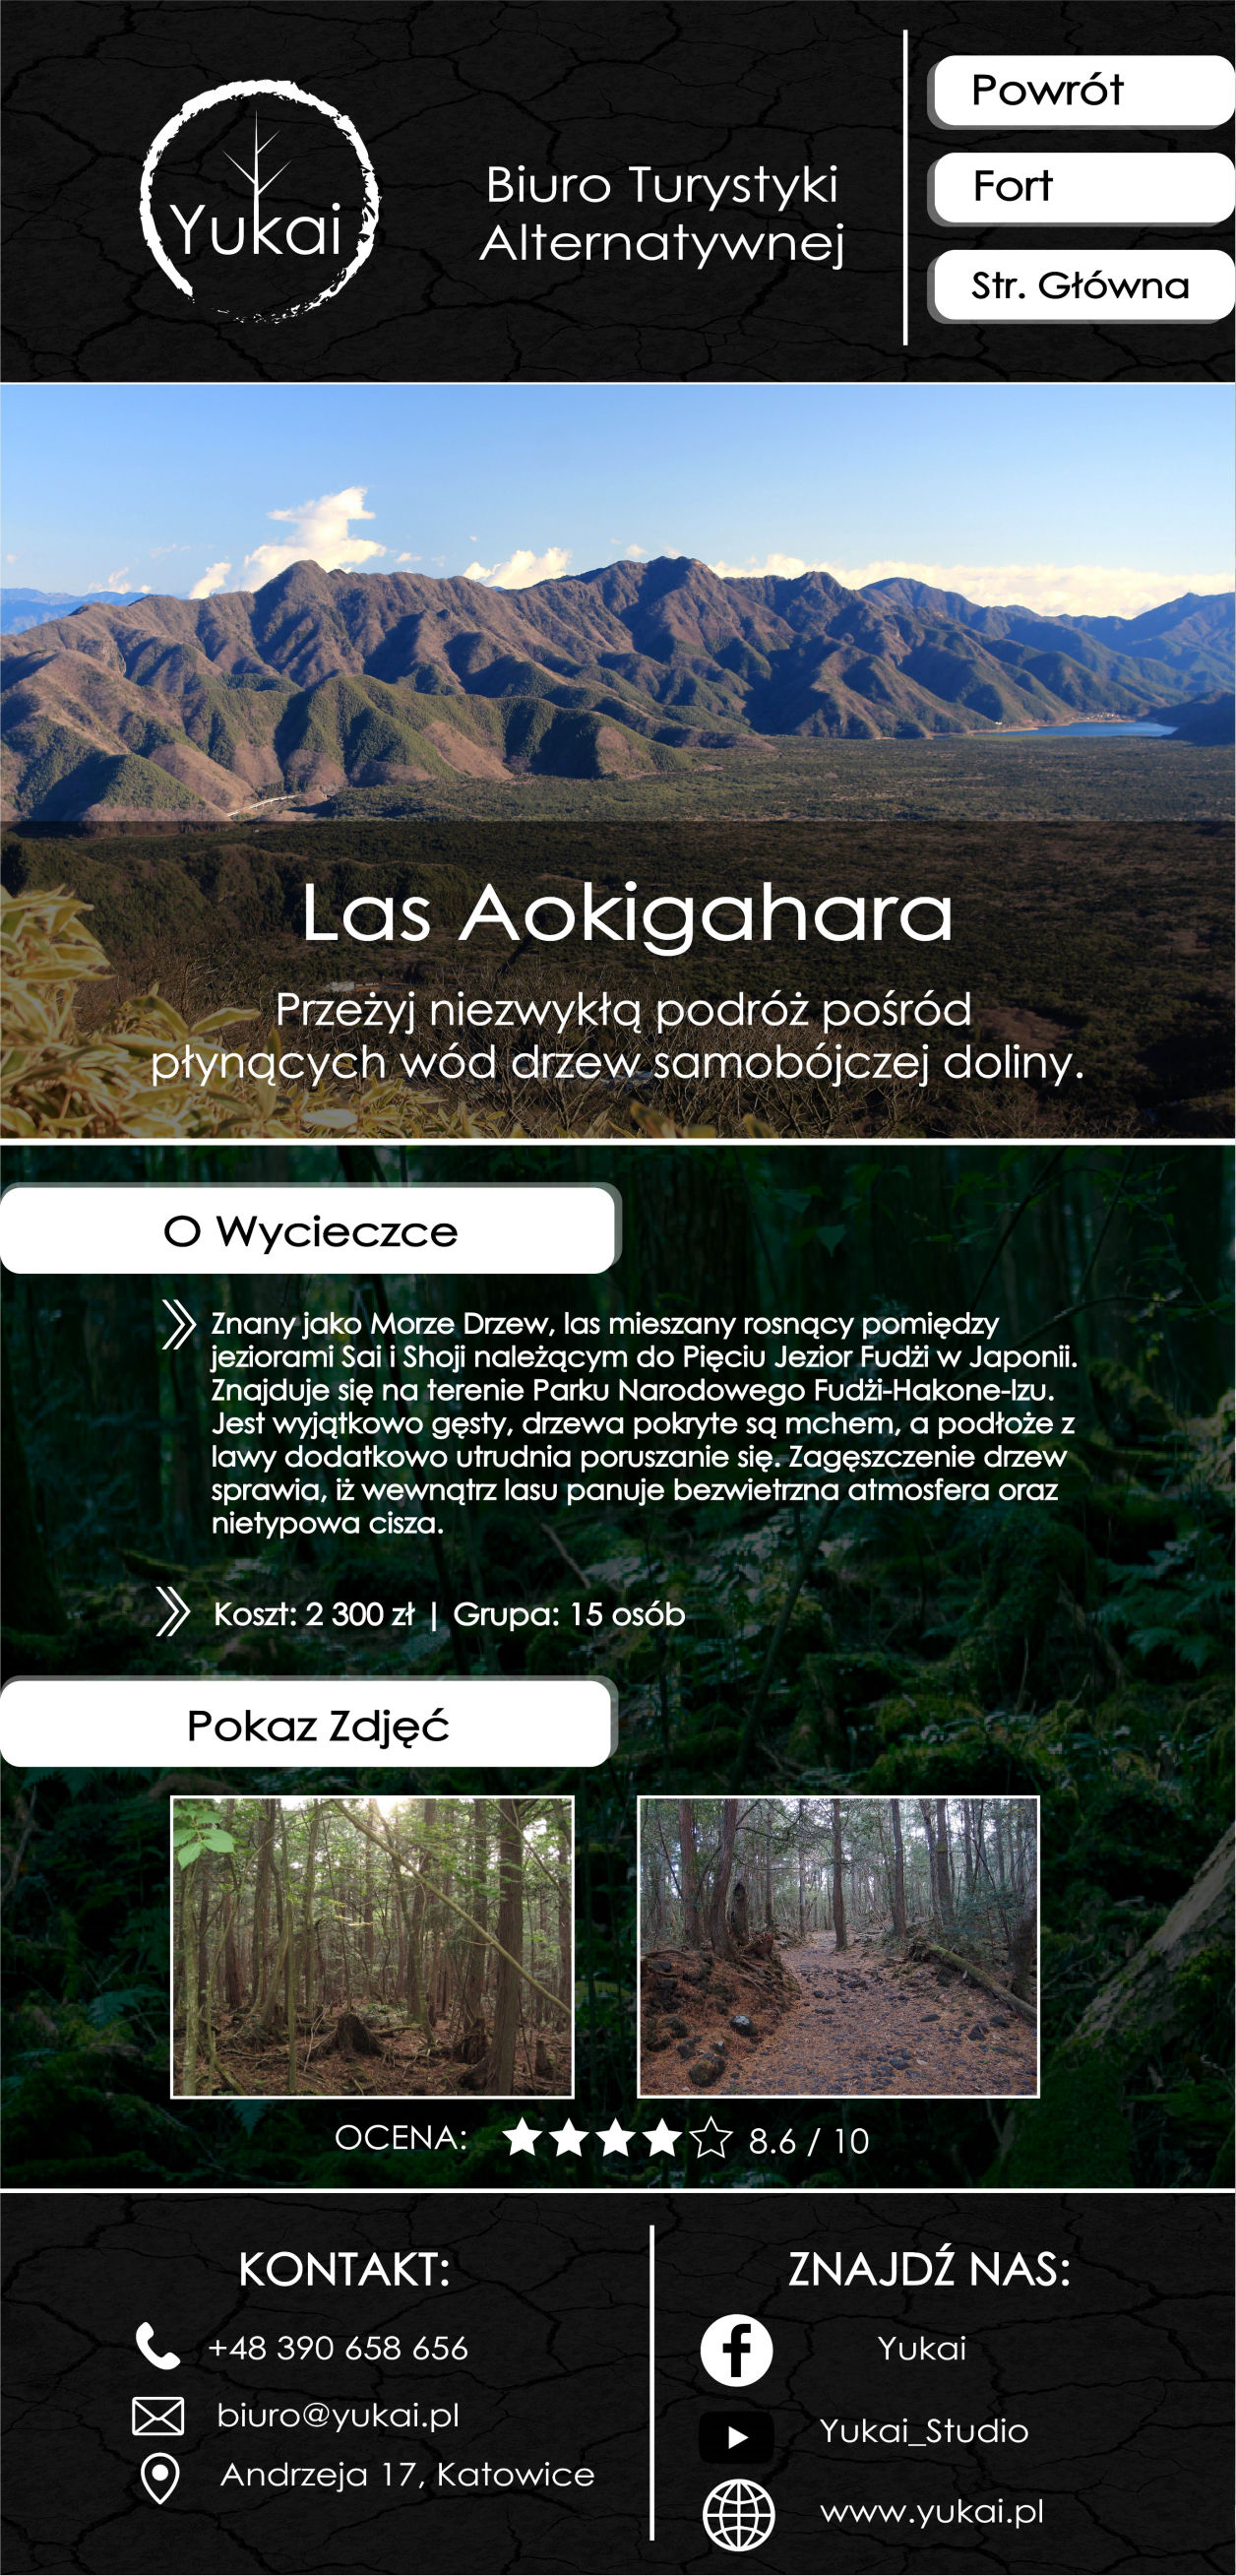 Yukai
Biuro Turystyki
Alternatywnej
Powrót
Fort
Str. Główna
Las Aokigahara
Przeżyj niezwykłą podróż pośród
płynących wód drzew samobójczej doliny.
O Wycieczce
Znany jako Morze Drzew, las mieszany rosnący pomiędzy
jeziorami Sai i Shoji należącym do Pięciu Jezior Fudżi w Japonii.
Znajduje się na terenie Parku Narodowego Fudżi-Hakone-Izu.
Jest wyjątkowo gęsty, drzewa pokryte są mchem, a podłoże z
lawy dodatkowo utrudnia poruszanie się. Zagęszczenie drzew
sprawia, iż wewnątrz lasu panuje bezwietrzna atmosfera oraz
nietypowa cisza.
Koszt: 2 300 zł | Grupa: 15 osób
Pokaz Zdjęć
OCENA: 8.6 / 10
KONTAKT:
+48 390 658 656
biuro@yukai.pl
Andrzeja 17, Katowice
ZNAJDŹ NAS:
Yukai
Yukai_Studio
www.yukai.pl